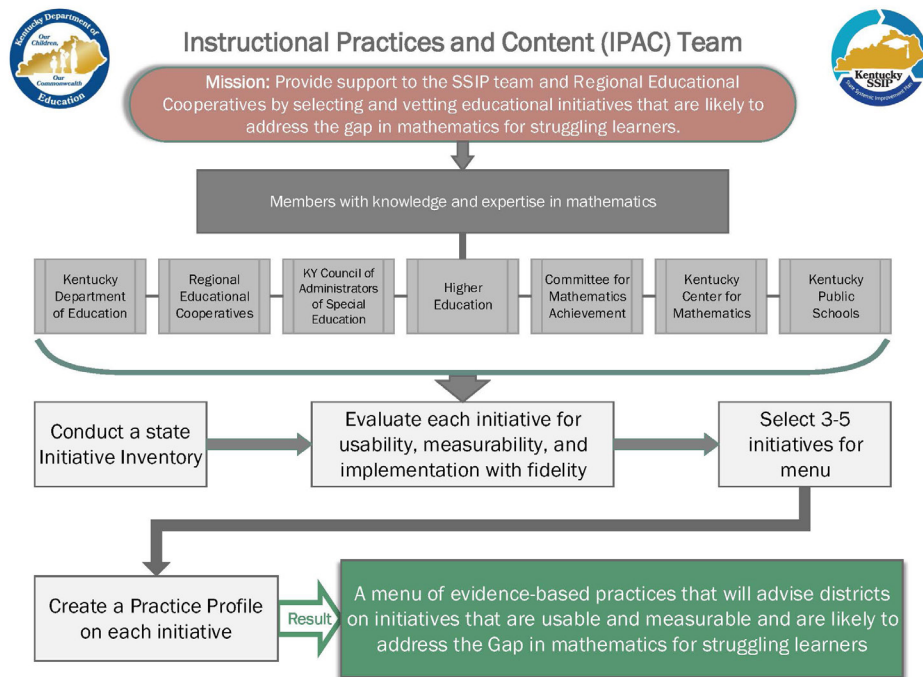 Kentucky Department of
Our
Children,
Our
Commonwealth
Education
Instructional Practices and Content (IPAC) Team
Kentucky
SSIP
State Systemic Improvement Plan
Mission: Provide support to the SSIP team and Regional Educational
Cooperatives by selecting and vetting educational initiatives that are likely to
address the gap in mathematics for struggling learners.
Members with knowledge and expertise in mathematics
Kentucky
Department
of Education
Regional
Educational
Cooperatives
KY Council of
Administrators
of Special
Education
Higher
Education
Committee for
Mathematics
Achievement
Kentucky
Center for
Mathematics
Kentucky
Public
Schools
Conduct a state
Initiative Inventory
Evaluate each initiative for
usability, measurability, and
implementation with fidelity
Select 3-5
initiatives for
menu
Create a Practice Profile
on each initiative
Result
A menu of evidence-based practices that will advise districts
on initiatives that are usable and measurable and are likely to
address the Gap in mathematics for struggling learners